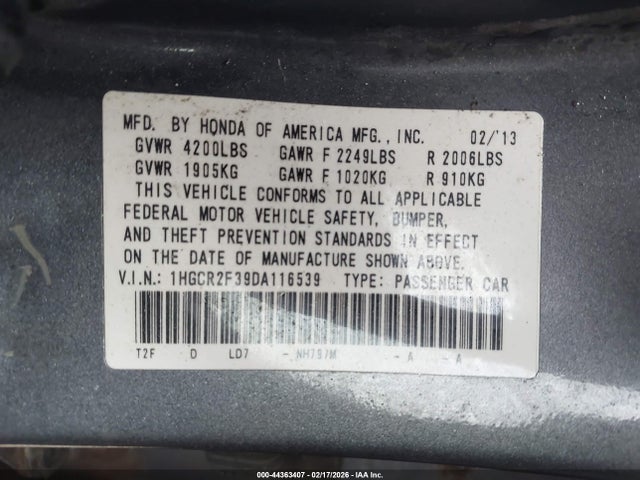 MFD. BY HONDA OF AMERICA MFG., INC. 02/'13
GVWR 4200LBS GAWR F 2249LBS R 2006LBS
GVWR 1905KG GAWR F 1020KG R 910KG
THIS VEHICLE CONFORMS TO ALL APPLICABLE
FEDERAL MOTOR VEHICLE SAFETY, BUMPER,
AND THEFT PREVENTION STANDARDS IN EFFECT
ON THE DATE OF MANUFACTURE SHOWN ABOVE.
V.I.N.: 1HGCR2F39DA116539 TYPE: PASSENGER CAR
T2F D LD7 - NH797M - A - A
000-44363407 - 02/17/2026 - IAA Inc.